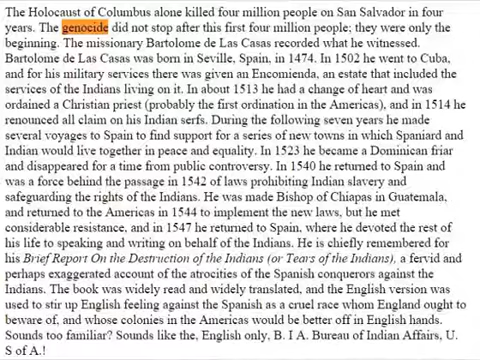 The Holocaust of Columbus alone killed four million people on San Salvador in four
years. The genocide did not stop after this first four million people; they were only the
beginning. The missionary Bartolome de Las Casas recorded what he witnessed.
Bartolome de Las Casas was born in Seville, Spain, in 1474. In 1502 he went to Cuba,
and for his military services there was given an Encomienda, an estate that included the
services of the Indians living on it. In about 1513 he had a change of heart and was
ordained a Christian priest (probably the first ordination in the Americas), and in 1514 he
renounced all claim on his Indian serfs. During the following seven years he made
several voyages to Spain to find support for a series of new towns in which Spaniard and
Indian would live together in peace and equality. In 1523 he became a Dominican friar
and disappeared for a time from public controversy. In 1540 he returned to Spain and
was a force behind the passage in 1542 of laws prohibiting Indian slavery and
safeguarding the rights of the Indians. He was made Bishop of Chiapas in Guatemala,
and returned to the Americas in 1544 to implement the new laws, but he met
considerable resistance, and in 1547 he returned to Spain, where he devoted the rest of
his life to speaking and writing on behalf of the Indians. He is chiefly remembered for
his Brief Report On the Destruction of the Indians (or Tears of the Indians), a fervid and
perhaps exaggerated account of the atrocities of the Spanish conquerors against the
Indians. The book was widely read and widely translated, and the English version was
used to stir up English feeling against the Spanish as a cruel race whom England ought to
beware of, and whose colonies in the Americas would be better off in English hands.
Sounds too familiar? Sounds like the, English only, B. I A. Bureau of Indian Affairs, U.
S of A.!